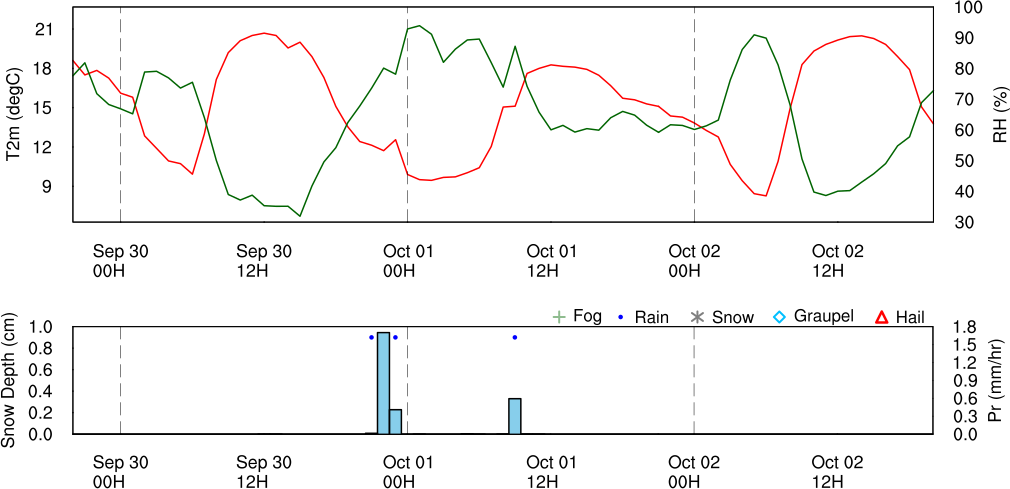 100
21
90
18
80
15
70
60
12
50
9
40
30
T2m (degC)
RH (%)
Sep 30
00H
Sep 30
12H
Oct 01
00H
Oct 01
12H
Oct 02
00H
Oct 02
12H
Fog Rain Snow Graupel Hail
1.0
0.8
0.6
0.4
0.2
0.0
Snow Depth (cm)
1.8
1.5
1.2
0.9
0.6
0.3
0.0
Pr (mm/hr)
Sep 30
00H
Sep 30
12H
Oct 01
00H
Oct 01
12H
Oct 02
00H
Oct 02
12H